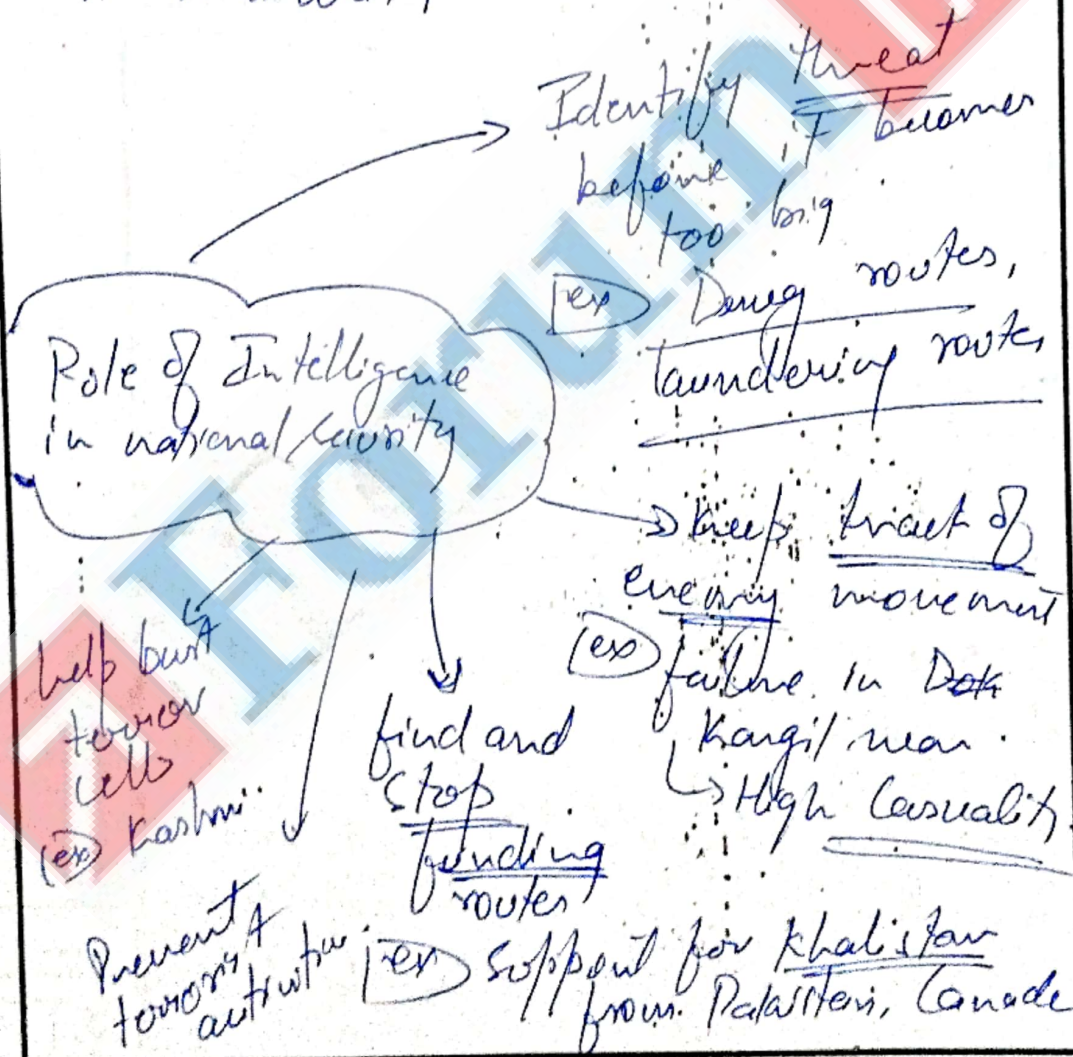 Identify threat
before it becomes
too big
ex Drug routes,
laundering routes
Role of Intelligence
in national security
keep track of
enemy movement
ex failure in
Kargil war.
High Casuality
help bust
terror
cells
ex Kashmir
Prevent
terrorist
activities
find and
stop
funding
routes
ex support for Khalistan
from Pakistan, Canada
Forum